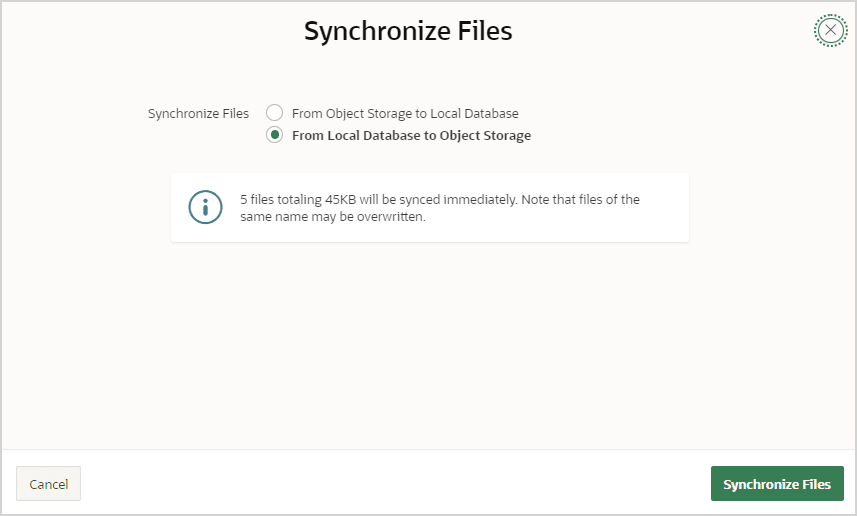 Synchronize Files
Synchronize Files
From Object Storage to Local Database
From Local Database to Object Storage
5 files totaling 45KB will be synced immediately. Note that files of the
same name may be overwritten.
Cancel
Synchronize Files